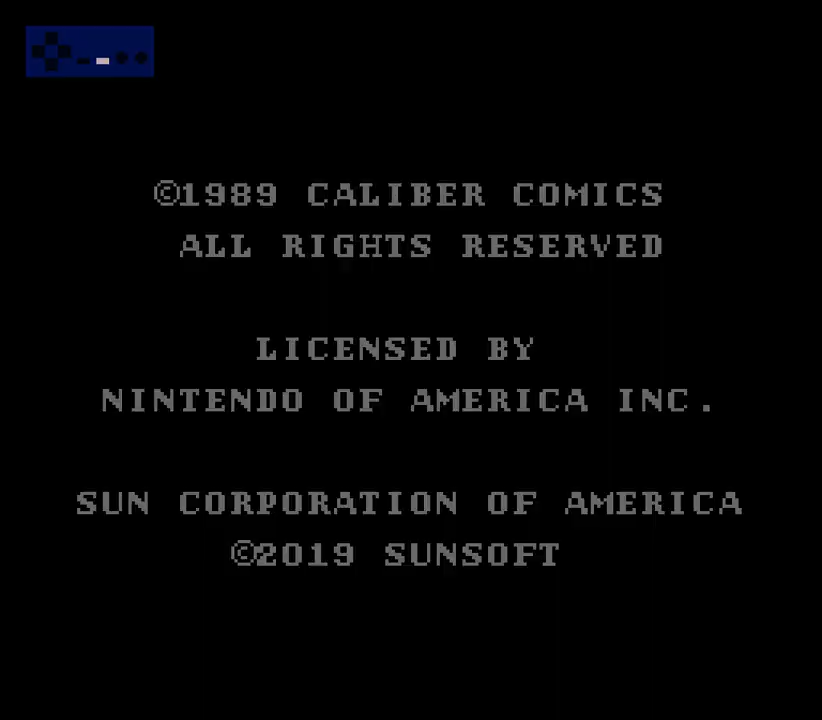 ©1989 CALIBER COMICS
ALL RIGHTS RESERVED
LICENSED BY
NINTENDO OF AMERICA INC.
SUN CORPORATION OF AMERICA
©2019 SUNSOFT